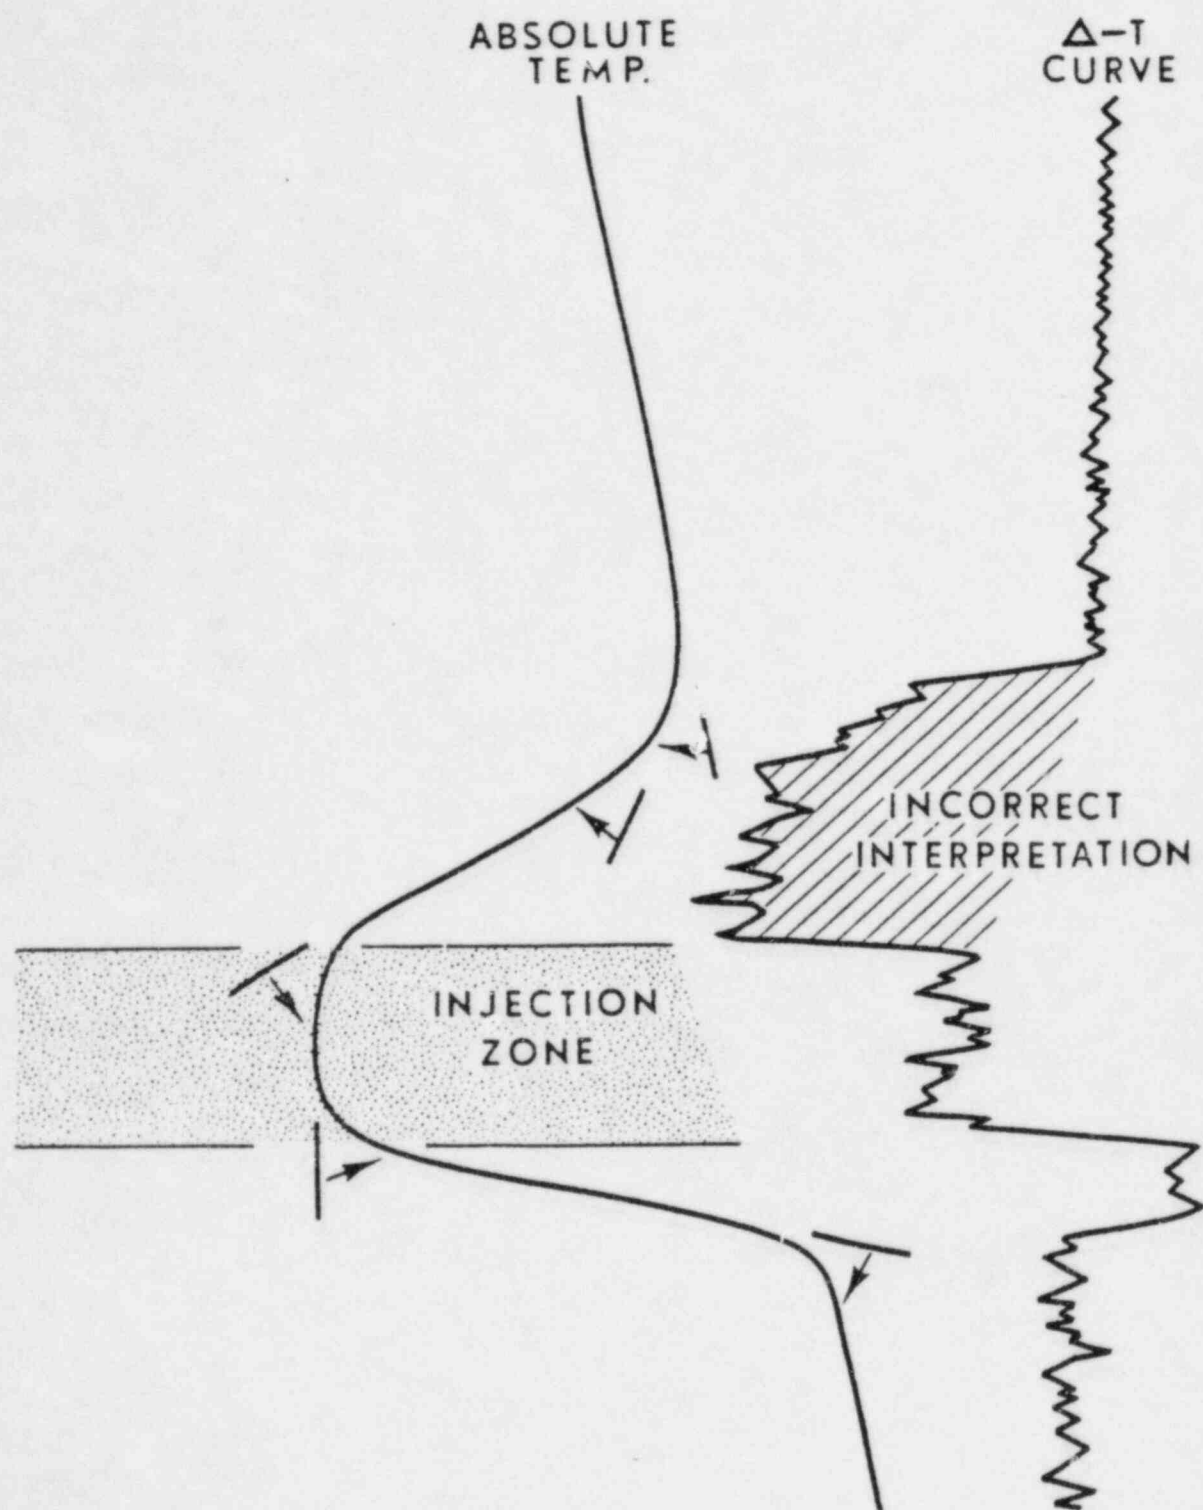 ABSOLUTE
TEMP.
Δ-T
CURVE
INCORRECT
INTERPRETATION
INJECTION
ZONE